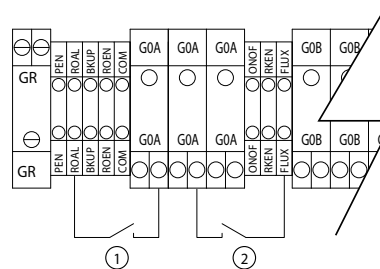 G0A G0A G0A G0B G0B G0B
GR PEN ROAL BKUP ROEN COM ONOF RKEN FLUX
G0A G0A G0A G0B G0B
GR PEN ROAL BKUP ROEN COM ONOF RKEN FLUX
1 2